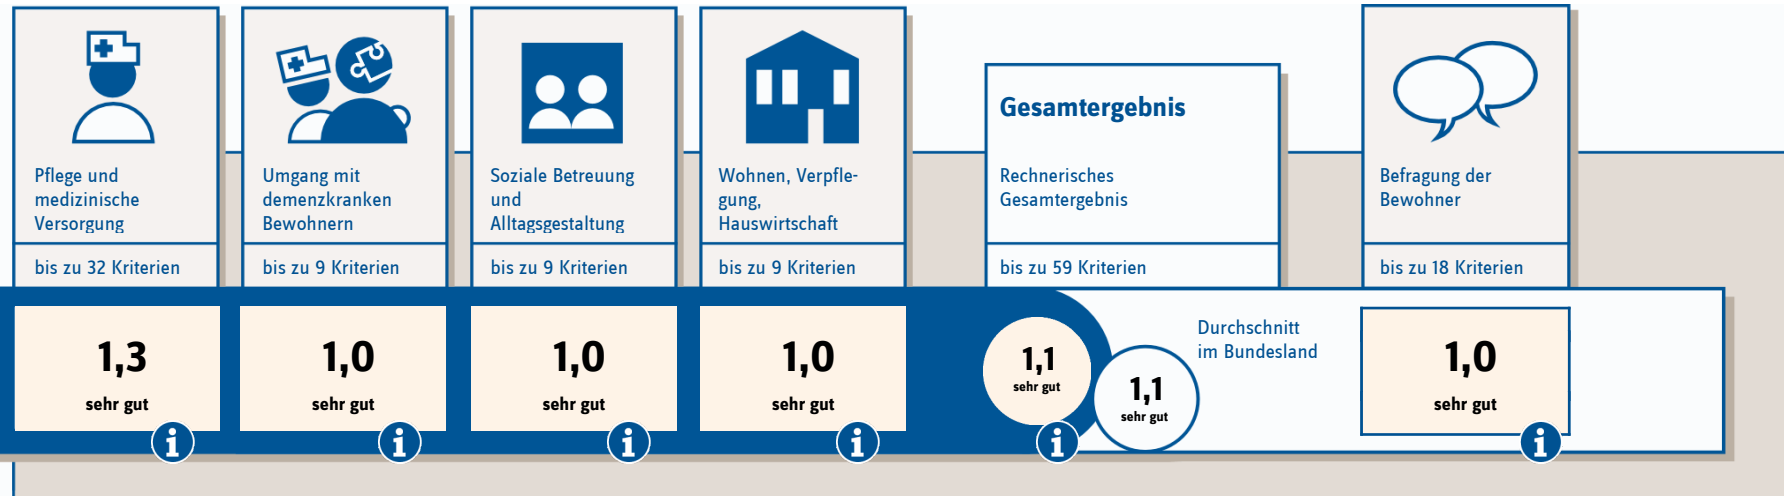 Pflege und
medizinische
Versorgung
bis zu 32 Kriterien
1,3
sehr gut
i
Umgang mit
demenzkranken
Bewohnern
bis zu 9 Kriterien
1,0
sehr gut
i
Soziale Betreuung
und
Alltagsgestaltung
bis zu 9 Kriterien
1,0
sehr gut
i
Wohnen, Verpfle-
gung,
Hauswirtschaft
bis zu 9 Kriterien
1,0
sehr gut
i
Gesamtergebnis
Rechnerisches
Gesamtergebnis
bis zu 59 Kriterien
1,1
sehr gut
i
Durchschnitt
im Bundesland
1,1
sehr gut
Befragung der
Bewohner
bis zu 18 Kriterien
1,0
sehr gut
i